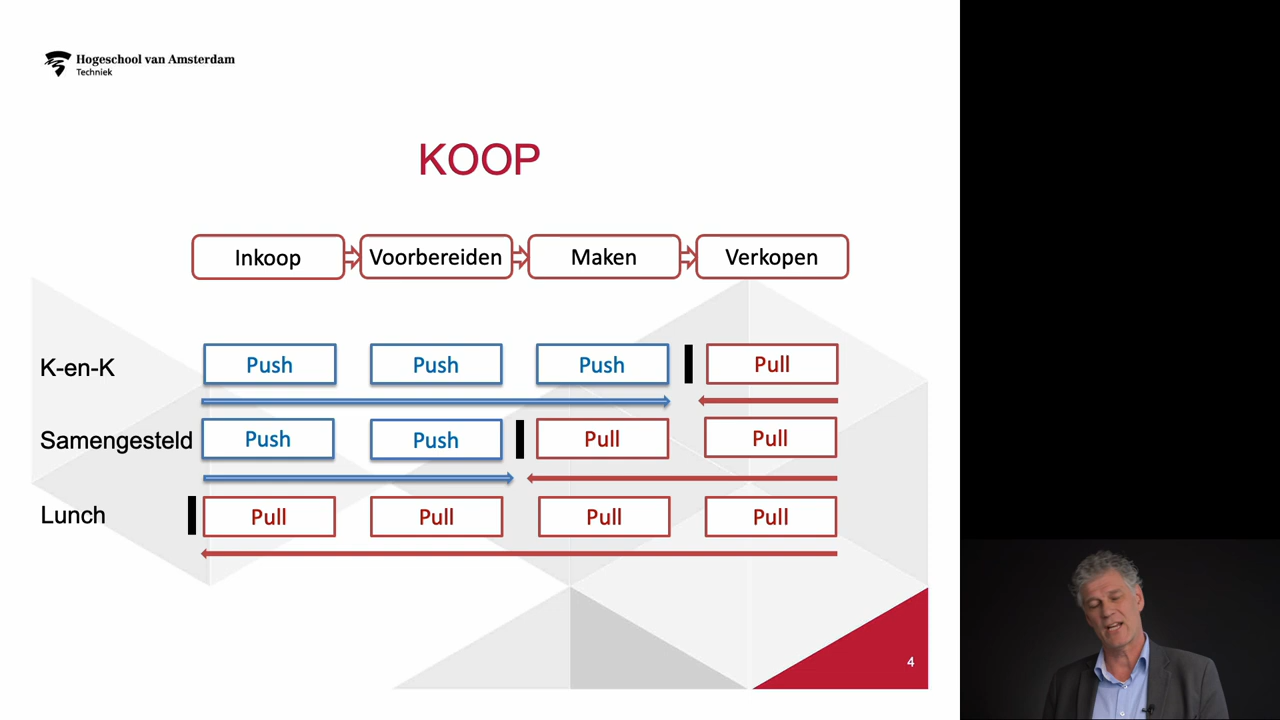 Hogeschool van Amsterdam
Techniek
KOOP
Inkoop Voorbereiden Maken Verkopen
K-en-K Push Push Push Pull
Samengesteld Push Push Pull Pull
Lunch Pull Pull Pull Pull
4